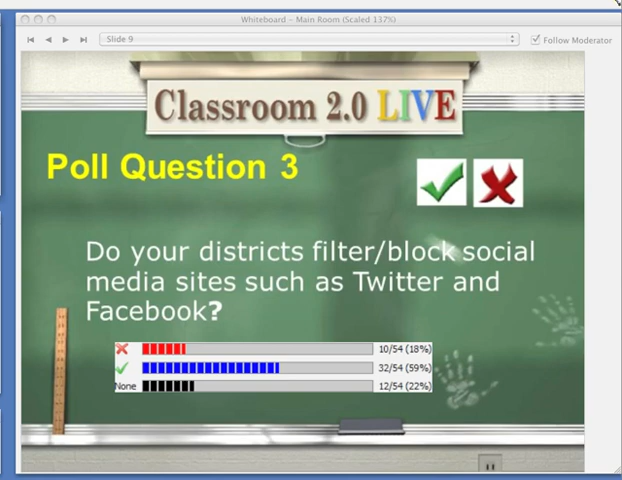 Whiteboard – Main Room (Scaled 137%)
Slide 9
Follow Moderator
Classroom 2.0 LIVE
Poll Question 3
Do your districts filter/block social
media sites such as Twitter and
Facebook?
10/54 (18%)
32/54 (59%)
None 12/54 (22%)